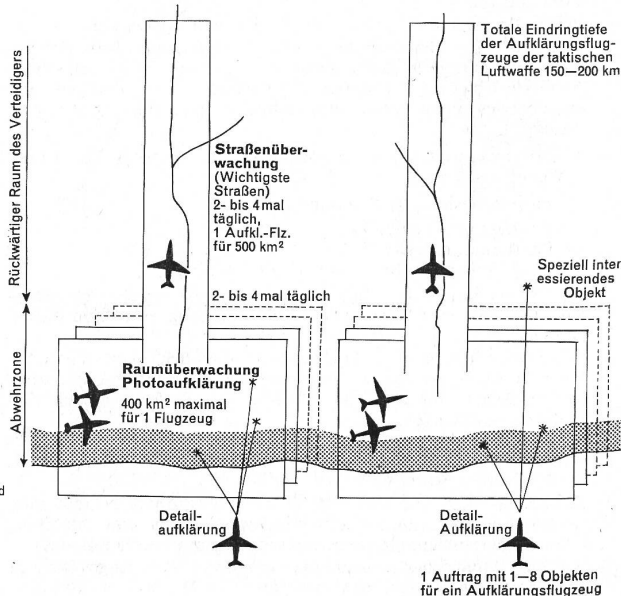 Totale Eindringtiefe
der Aufklärungsflug-
zeuge der taktischen
Luftwaffe 150—200 km
Rückwärtiger Raum des Verteidigers
Straßenüber-
wachung
(Wichtigste
Straßen)
2- bis 4mal
täglich,
1 Aufkl.-Flz.
für 500 km²
2- bis 4mal täglich
Speziell inter
essierendes
Objekt
Abwehrzone
Raumüberwachung
Photoaufklärung
400 km² maximal
für 1 Flugzeug
d
Detail-
aufklärung
Detail-
Aufklärung
1 Auftrag mit 1—8 Objekten
für ein Aufklärungsflugzeug